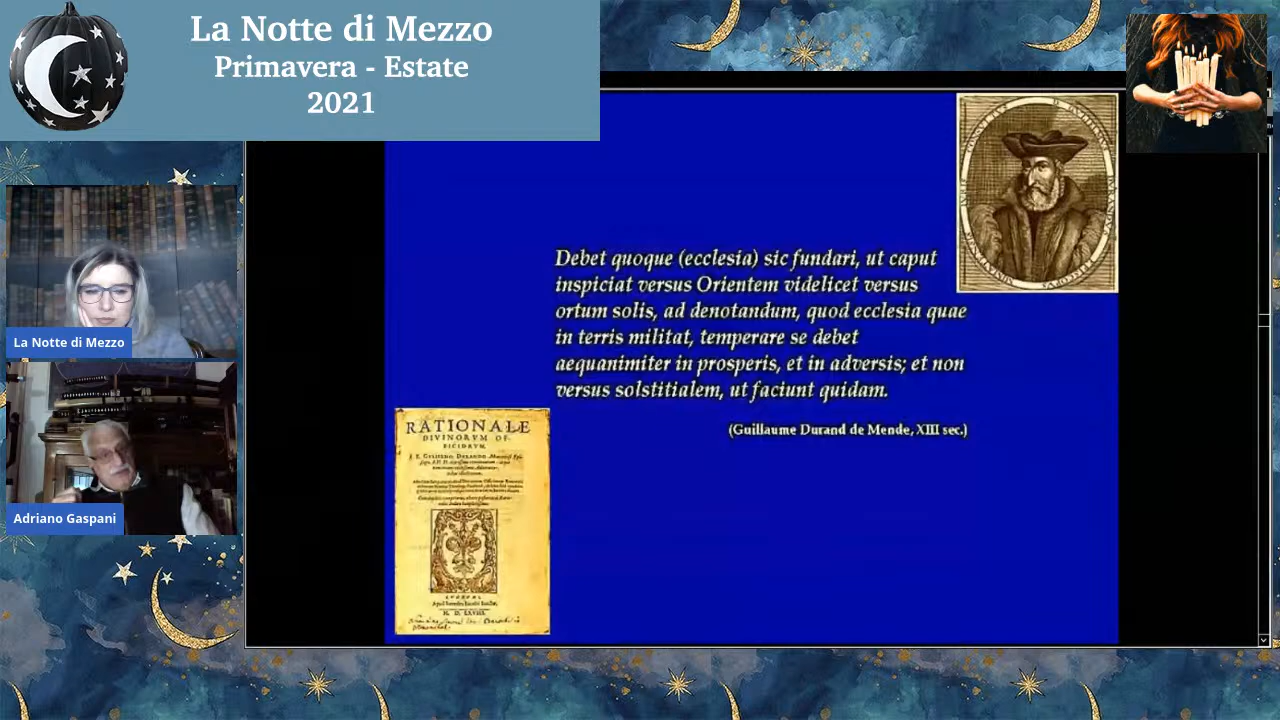 La Notte di Mezzo
Primavera - Estate
2021
Debet quoque (ecclesia) sic fundari, ut caput
inspiciat versus Orientem videlicet versus
ortum solis, ad denotandum, quod ecclesia quae
in terris militat, temperare se debet
aequanimiter in prosperis, et in adversis; et non
versus solstitialem, ut faciunt quidam.
(Guillaume Durand de Mende, XIII sec.)
La Notte di Mezzo
Adriano Gaspani
RATIONALE
DIVINORVM OF-
FICIORVM.